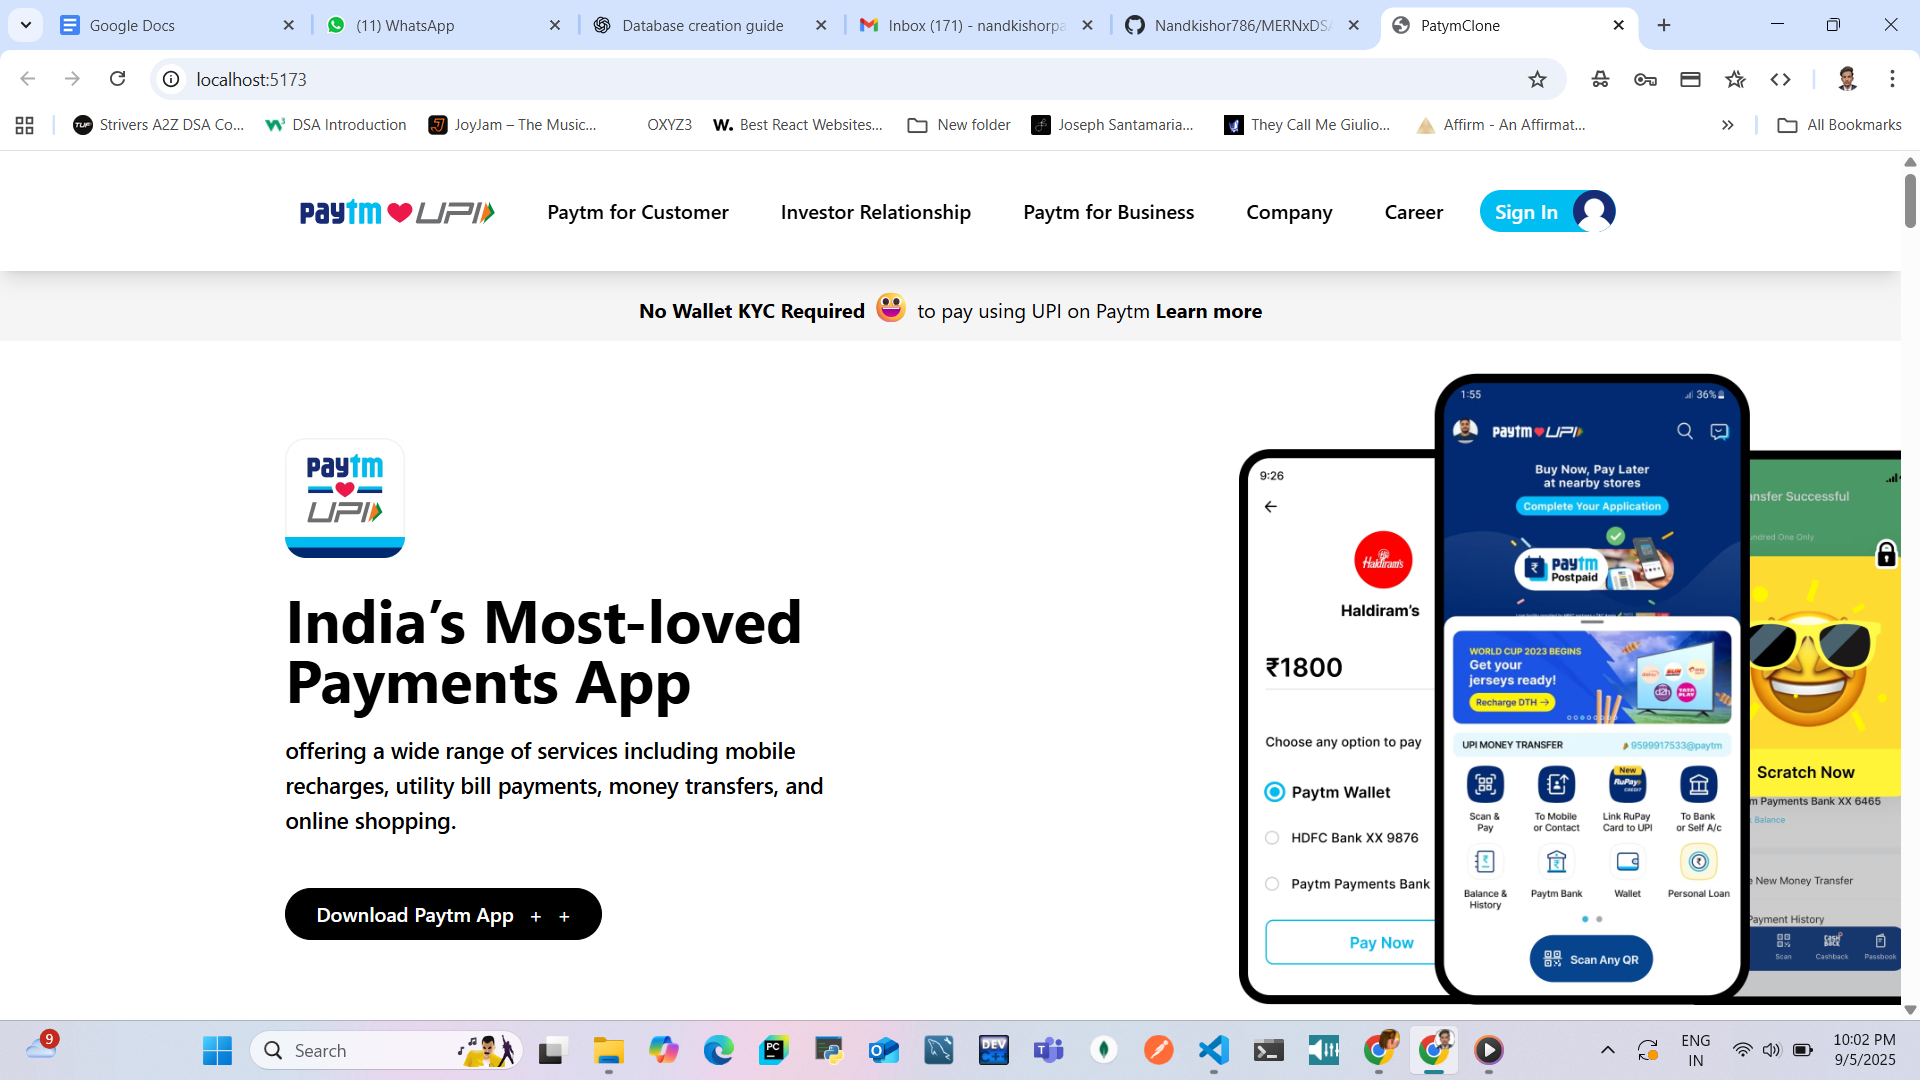 Google Docs
(11) WhatsApp
Database creation guide
Inbox (171) - nandkishorpa
Nandkishor786/MERNxDSA
PatymClone
localhost:5173
Strivers A2Z DSA Co...
DSA Introduction
JoyJam – The Music...
OXYZ3
W. Best React Websites...
New folder
Joseph Santamaria...
They Call Me Giulio...
Affirm - An Affirmat...
All Bookmarks
paytm UPI
Paytm for Customer
Investor Relationship
Paytm for Business
Company
Career
Sign In
No Wallet KYC Required to pay using UPI on Paytm Learn more
paytm
UPI
India’s Most-loved
Payments App
offering a wide range of services including mobile
recharges, utility bill payments, money transfers, and
online shopping.
Download Paytm App + +
9:26
Haldiram's
Haldiram’s
₹1800
Choose any option to pay
Paytm Wallet
HDFC Bank XX 9876
Paytm Payments Bank
Pay Now
1:55
36%
paytm UPI
Buy Now, Pay Later
at nearby stores
Complete Your Application
paytm
Postpaid
WORLD CUP 2023 BEGINS
Get your
jerseys ready!
Recharge DTH →
UPI MONEY TRANSFER
9599917533@paytm
Scan &
Pay
To Mobile
or Contact
New
RuPay
CREDIT
Link RuPay
Card to UPI
To Bank
or Self A/c
Balance &
History
Paytm Bank
Wallet
Personal Loan
Scan Any QR
nsfer Successful
undred One Only
Scratch Now
m Payments Bank XX 6465
Balance
e New Money Transfer
Payment History
Scan
Cashback
Passbook
9
Search
ENG
IN
10:02 PM
9/5/2025